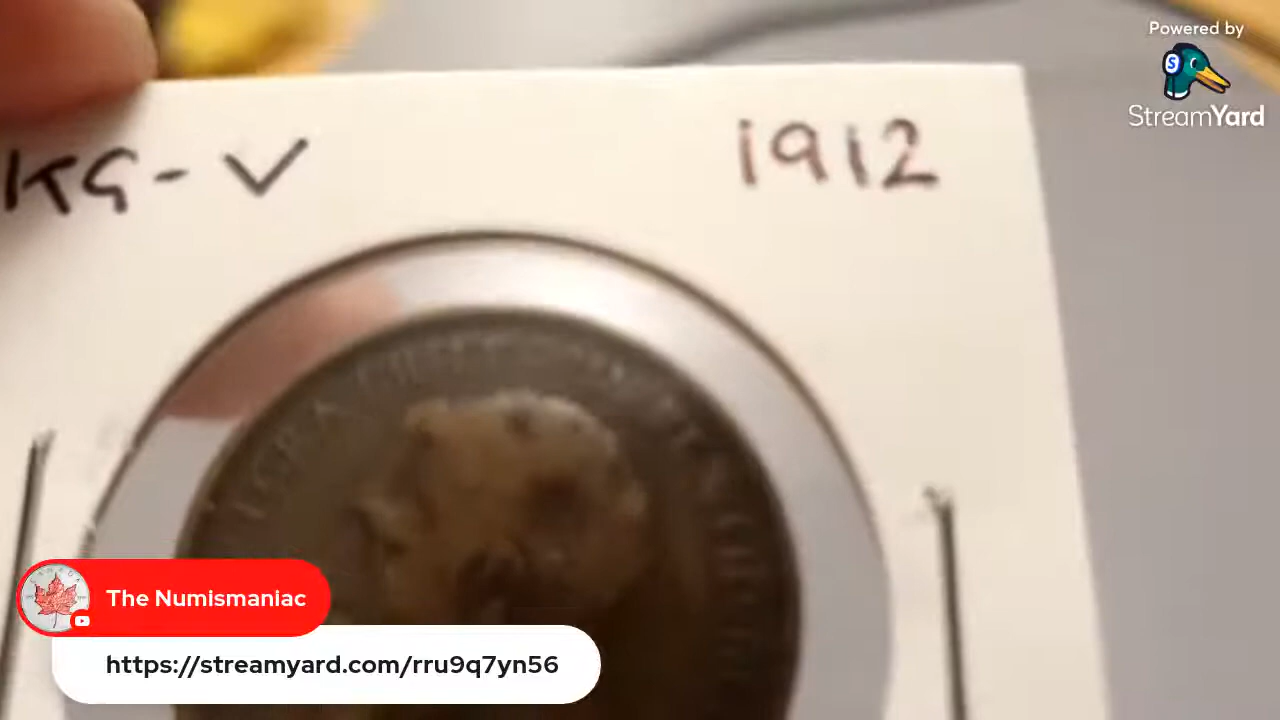 Powered by
StreamYard
KG-V 1912
The Numismaniac
https://streamyard.com/rru9q7yn56